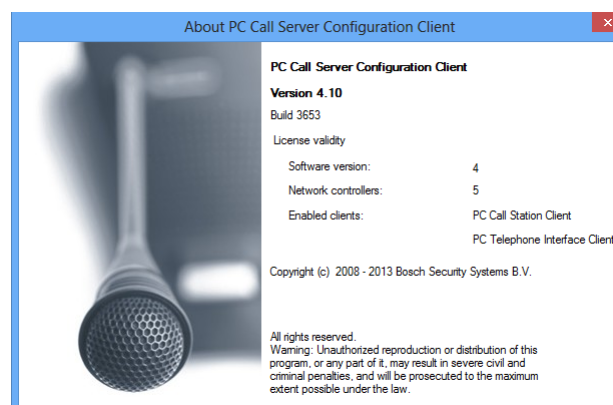 About PC Call Server Configuration Client
PC Call Server Configuration Client
Version 4.10
Build 3653
License validity
Software version: 4
Network controllers: 5
Enabled clients: PC Call Station Client
PC Telephone Interface Client
Copyright (c) 2008 - 2013 Bosch Security Systems B.V.
All rights reserved.
Warning: Unauthorized reproduction or distribution of this
program, or any part of it, may result in severe civil and
criminal penalties, and will be prosecuted to the maximum
extent possible under the law.